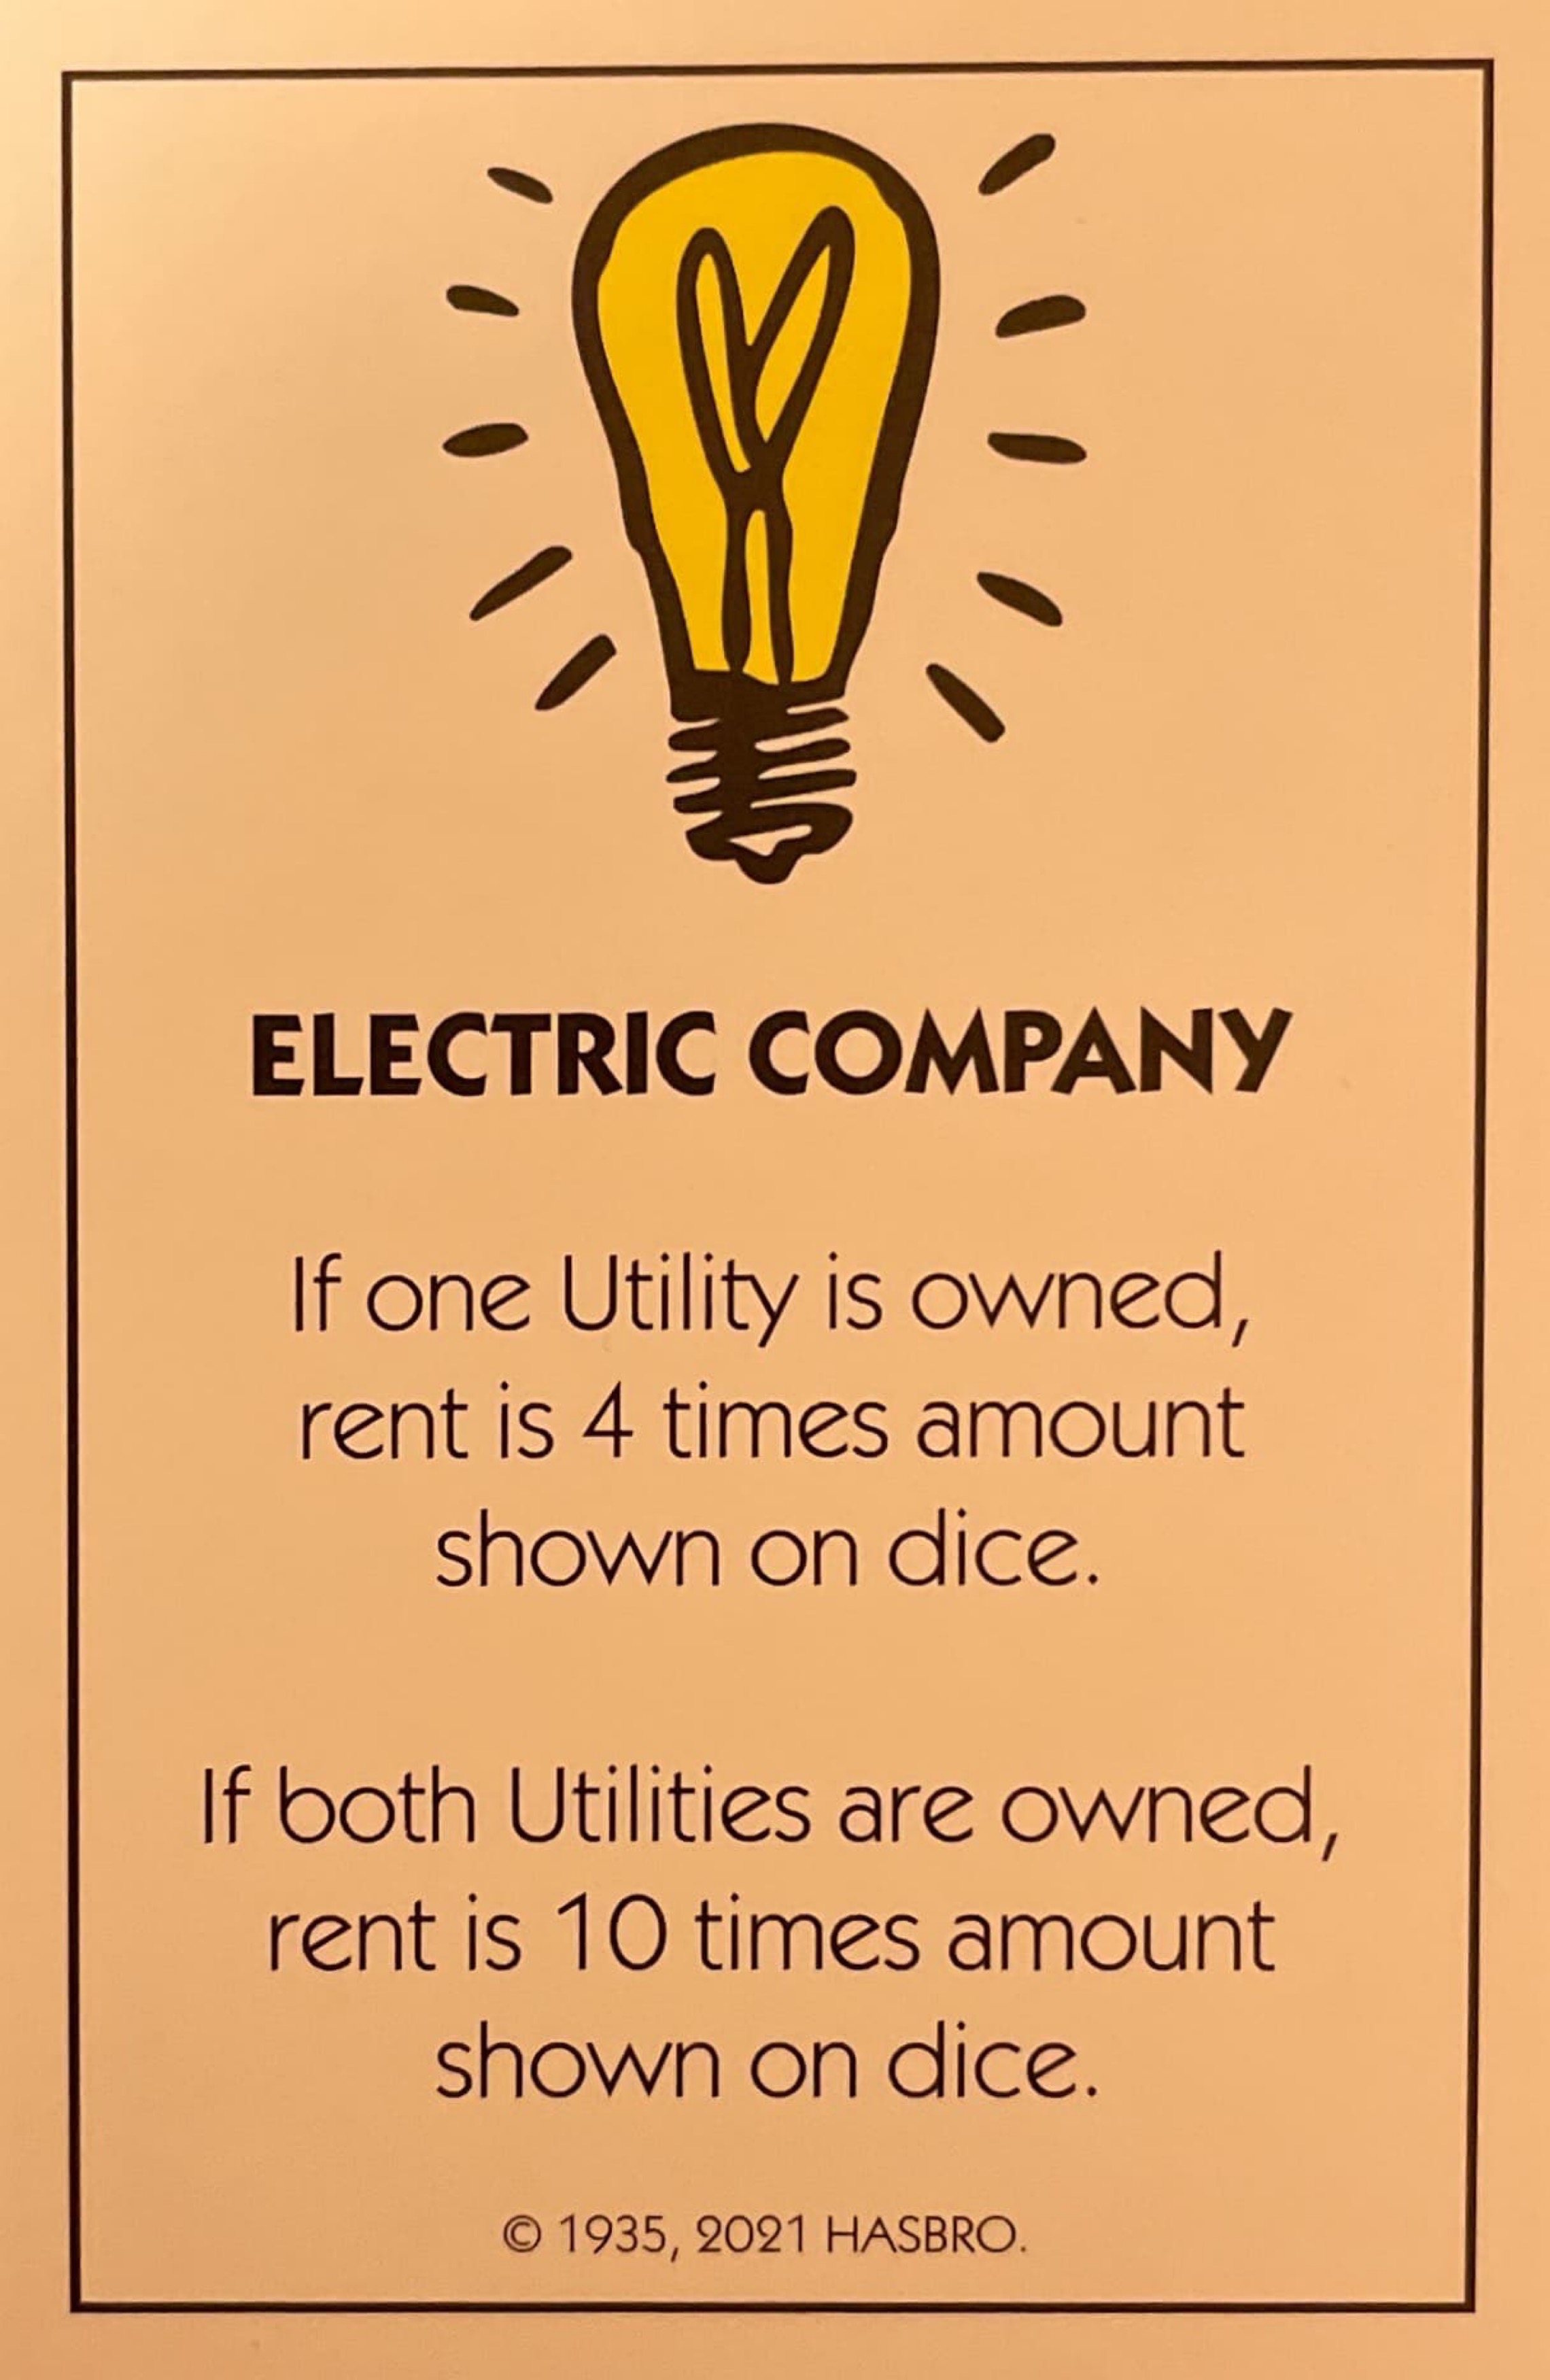 ELECTRIC COMPANY
If one Utility is owned,
rent is 4 times amount
shown on dice.
If both Utilities are owned,
rent is 10 times amount
shown on dice.
© 1935, 2021 HASBRO.